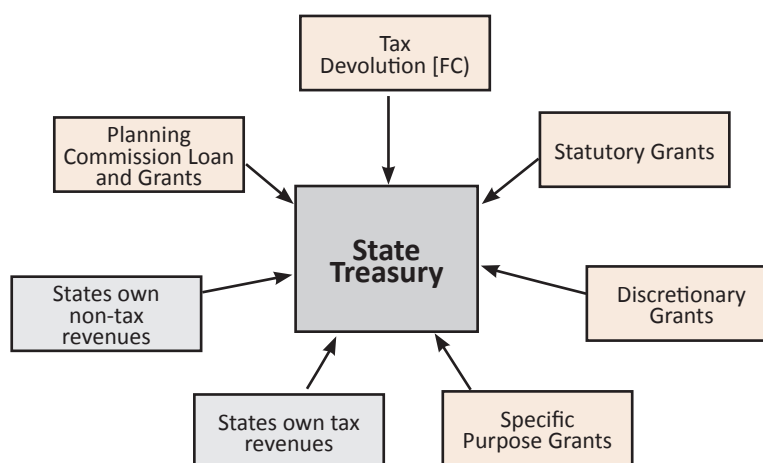 Tax
Devolution [FC)
Planning
Commission Loan
and Grants
Statutory Grants
State
Treasury
States own
non-tax
revenues
Discretionary
Grants
States own tax
revenues
Specific
Purpose Grants